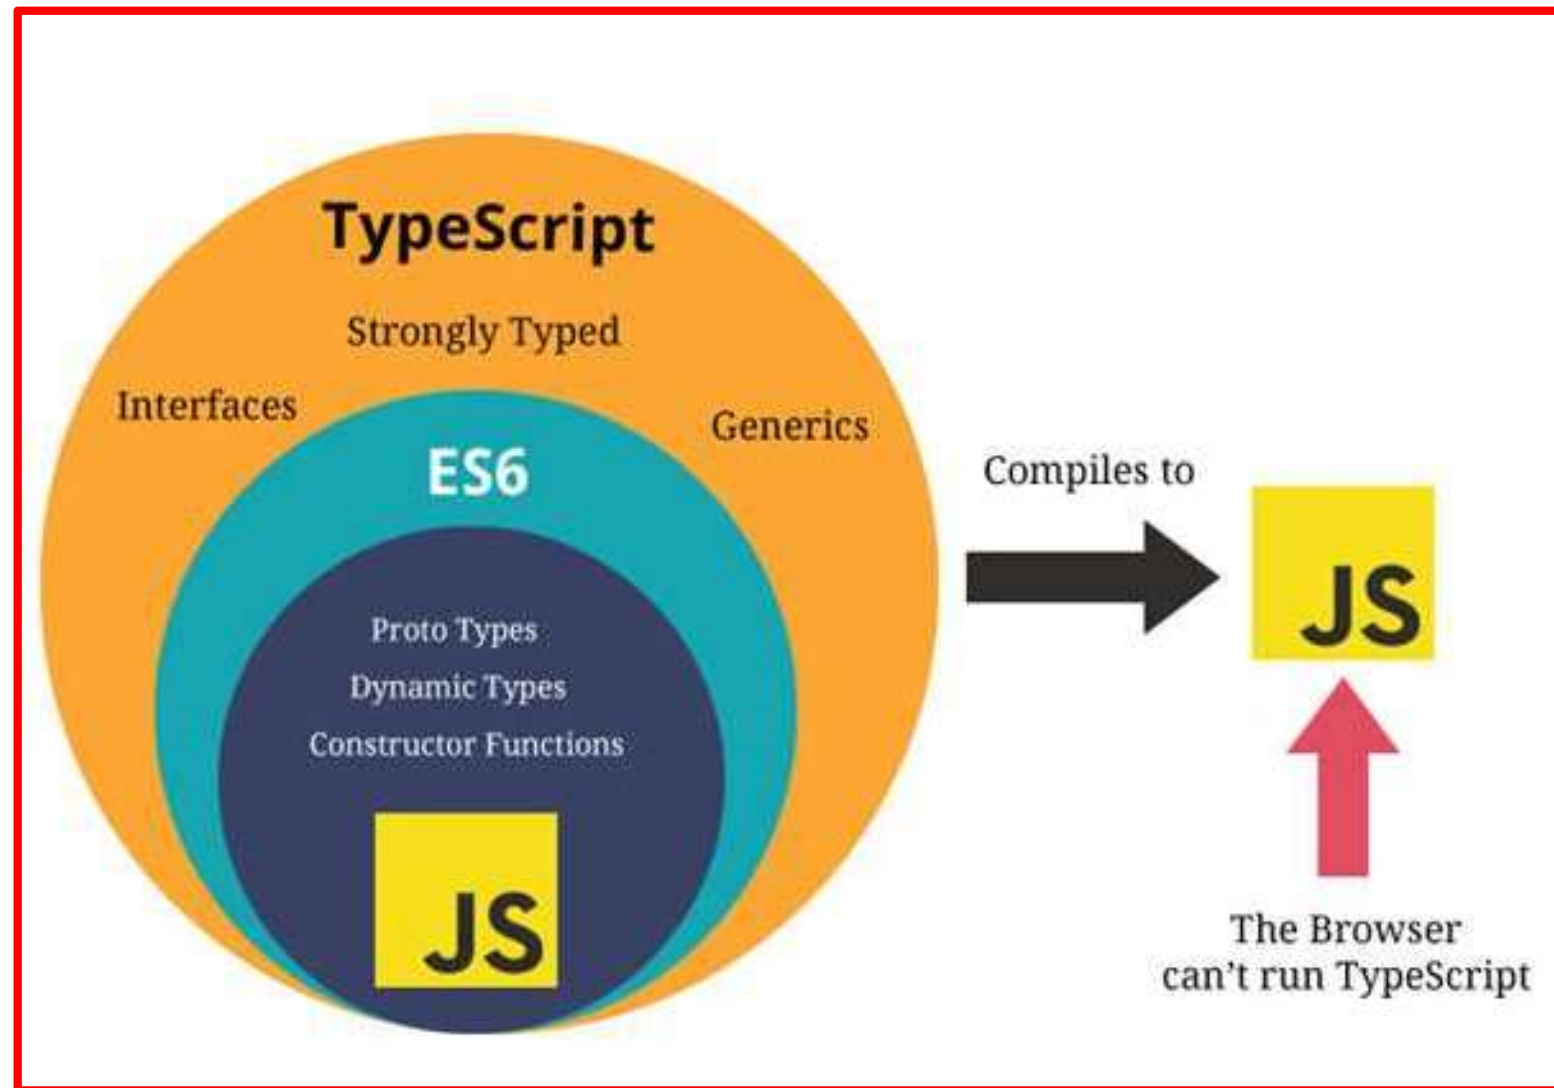 TypeScript
Strongly Typed
Interfaces
Generics
ES6
Proto Types
Dynamic Types
Constructor Functions
JS
Compiles to
JS
The Browser
can't run TypeScript